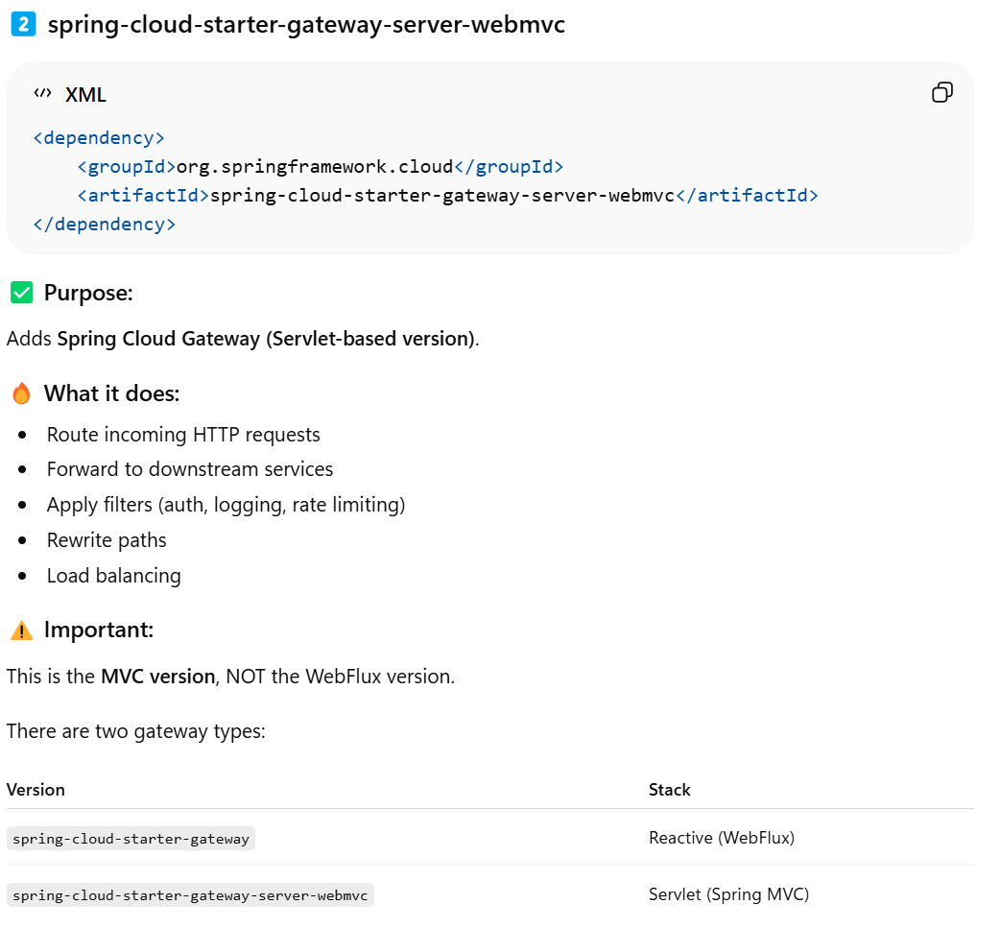 2 spring-cloud-starter-gateway-server-webmvc
</> XML
<dependency>
    <groupId>org.springframework.cloud</groupId>
    <artifactId>spring-cloud-starter-gateway-server-webmvc</artifactId>
</dependency>
Purpose:
Adds Spring Cloud Gateway (Servlet-based version).
What it does:
• Route incoming HTTP requests
• Forward to downstream services
• Apply filters (auth, logging, rate limiting)
• Rewrite paths
• Load balancing
Important:
This is the MVC version, NOT the WebFlux version.
There are two gateway types:
Version Stack
spring-cloud-starter-gateway Reactive (WebFlux)
spring-cloud-starter-gateway-server-webmvc Servlet (Spring MVC)